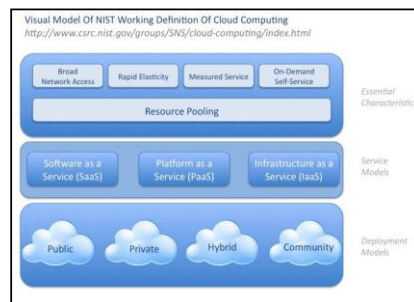 Visual Model Of NIST Working Definition Of Cloud Computing
http://www.csrc.nist.gov/groups/SNS/cloud-computing/index.html
Broad
Network Access
Rapid Elasticity
Measured Service
On-Demand
Self-Service
Resource Pooling
Essential
Characteristics
Software as a
Service (SaaS)
Platform as a
Service (PaaS)
Infrastructure as a
Service (IaaS)
Service
Models
Public
Private
Hybrid
Community
Deployment
Models